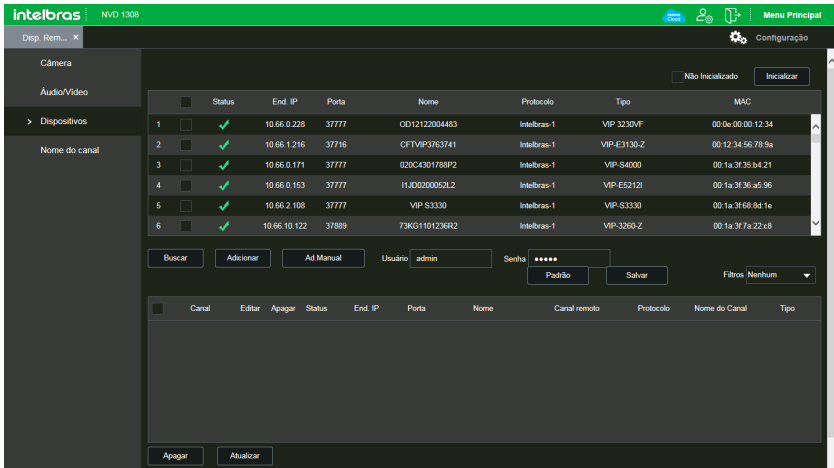 intelbras NVD 1308 Intelbras Cloud Menu Principal
Disp. Rem... × Configuração
Câmera
Áudio/Vídeo
> Dispositivos
Nome do canal
Não Inicializado Inicializar
Status End. IP Porta Nome Protocolo Tipo MAC
1 10.66.0.228 37777 OD12122004483 Intelbras-1 VIP 3230VF 00:0e:00:00:12:34
2 10.66.1.216 37716 CFTVIP3763741 Intelbras-1 VIP-E3130-Z 00:12:34:56:78:9a
3 10.66.0.171 37777 020C4301788P2 Intelbras-1 VIP-S4000 00:1a:3f:35:b4:21
4 10.66.0.153 37777 I1JD0200052L2 Intelbras-1 VIP-E5212I 00:1a:3f:36:a5:96
5 10.66.2.108 37777 VIP S3330 Intelbras-1 VIP-S3330 00:1a:3f:68:8d:1e
6 10.66.10.122 37889 73KG1101236R2 Intelbras-1 VIP-3260-Z 00:1a:3f:7a:22:c8
Buscar Adicionar Ad.Manual Usuário admin Senha •••••
Padrão Salvar Filtros Nenhum
Canal Editar Apagar Status End. IP Porta Nome Canal remoto Protocolo Nome do Canal Tipo
Apagar Atualizar